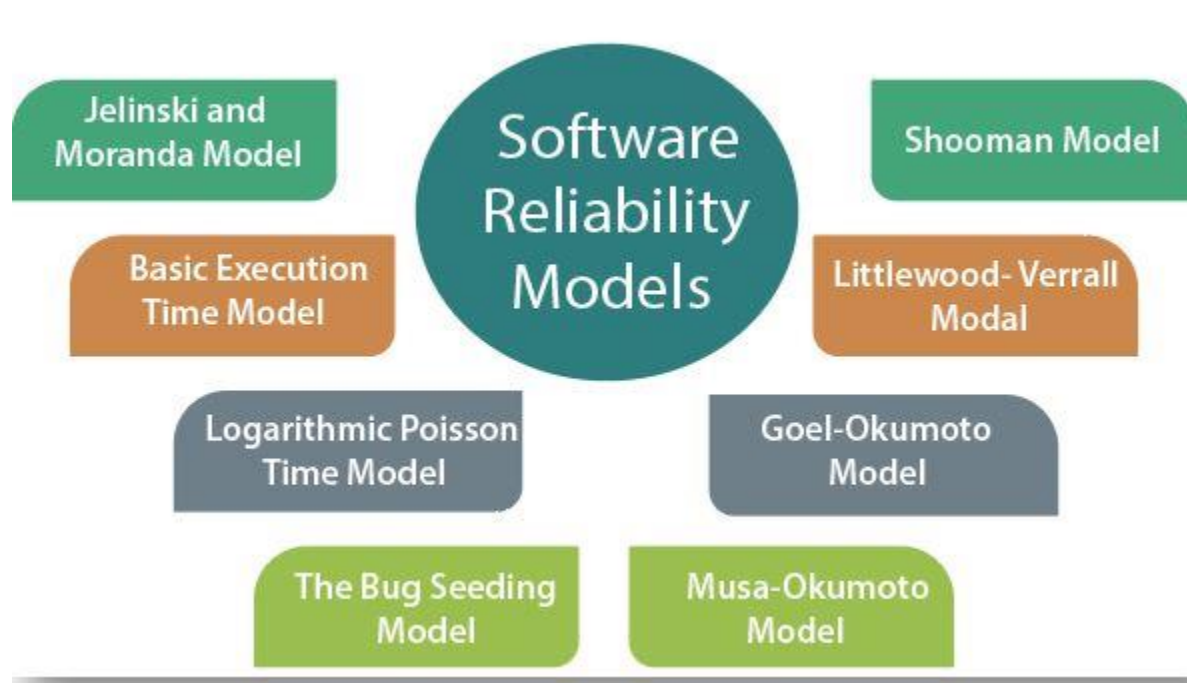 Software
Reliability
Models
Jelinski and
Moranda Model
Shooman Model
Basic Execution
Time Model
Littlewood- Verrall
Modal
Logarithmic Poisson
Time Model
Goel-Okumoto
Model
The Bug Seeding
Model
Musa-Okumoto
Model